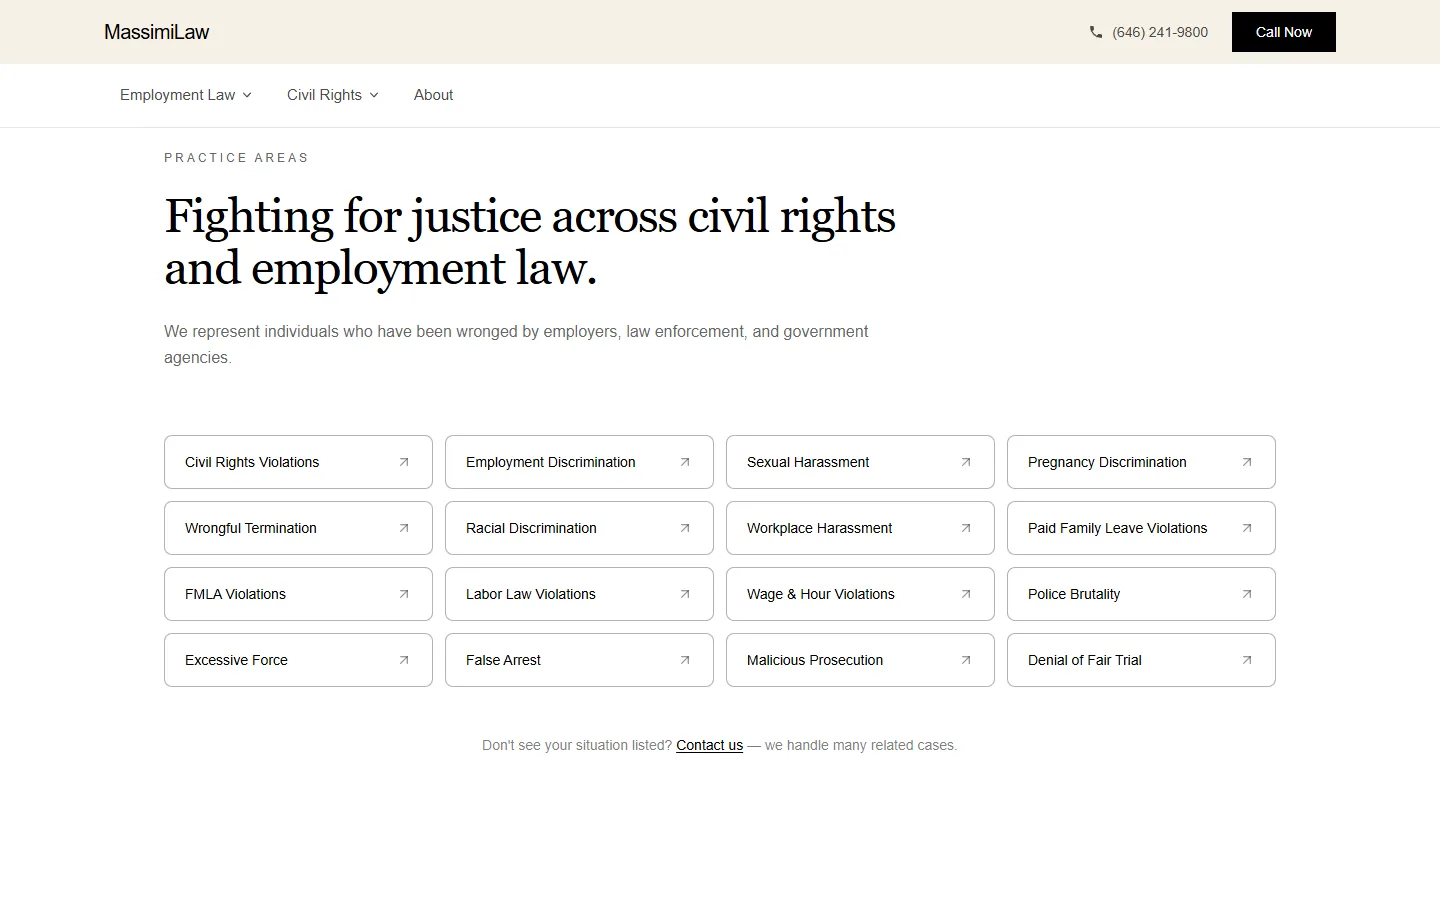 MassimiLaw
(646) 241-9800
Call Now
Employment Law
Civil Rights
About
PRACTICE AREAS
Fighting for justice across civil rights
and employment law.
We represent individuals who have been wronged by employers, law enforcement, and government
agencies.
Civil Rights Violations
Employment Discrimination
Sexual Harassment
Pregnancy Discrimination
Wrongful Termination
Racial Discrimination
Workplace Harassment
Paid Family Leave Violations
FMLA Violations
Labor Law Violations
Wage & Hour Violations
Police Brutality
Excessive Force
False Arrest
Malicious Prosecution
Denial of Fair Trial
Don't see your situation listed? Contact us — we handle many related cases.